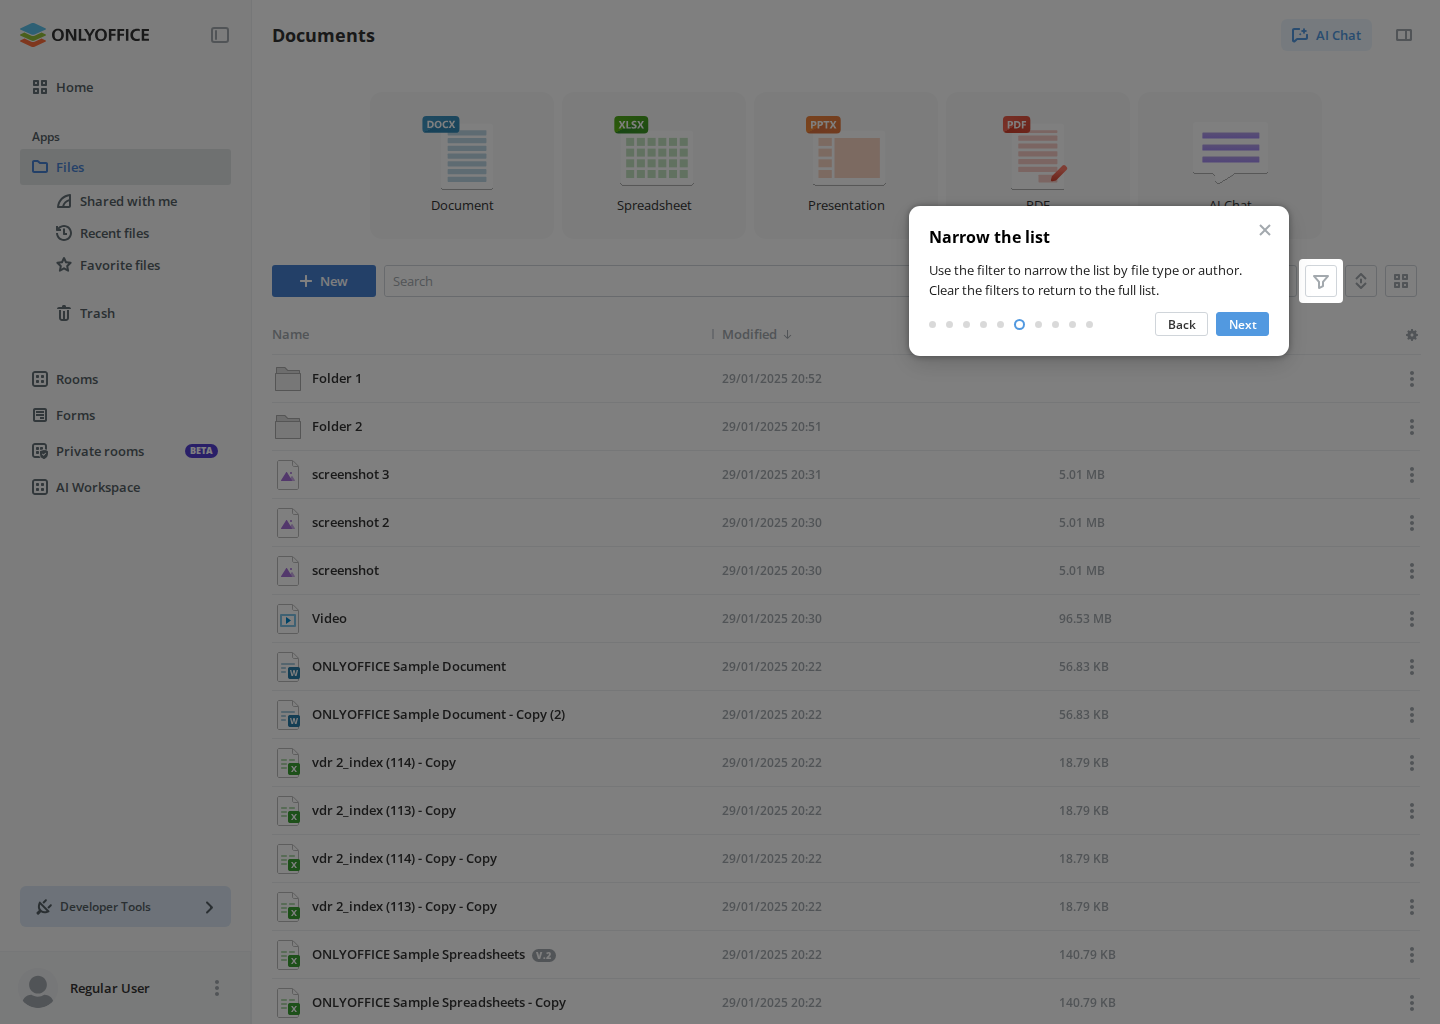 ONLYOFFICE
Documents
AI Chat
Home
Apps
Files
Shared with me
Recent files
Favorite files
Trash
Rooms
Forms
Private rooms BETA
AI Workspace
Developer Tools
Regular User
DOCX
Document
XLSX
Spreadsheet
PPTX
Presentation
PDF
PDF
AI Chat
Narrow the list
Use the filter to narrow the list by file type or author.
Clear the filters to return to the full list.
Back Next
New
Search
Name Modified
Folder 1 29/01/2025 20:52
Folder 2 29/01/2025 20:51
screenshot 3 29/01/2025 20:31 5.01 MB
screenshot 2 29/01/2025 20:30 5.01 MB
screenshot 29/01/2025 20:30 5.01 MB
Video 29/01/2025 20:30 96.53 MB
ONLYOFFICE Sample Document 29/01/2025 20:22 56.83 KB
ONLYOFFICE Sample Document - Copy (2) 29/01/2025 20:22 56.83 KB
vdr 2_index (114) - Copy 29/01/2025 20:22 18.79 KB
vdr 2_index (113) - Copy 29/01/2025 20:22 18.79 KB
vdr 2_index (114) - Copy - Copy 29/01/2025 20:22 18.79 KB
vdr 2_index (113) - Copy - Copy 29/01/2025 20:22 18.79 KB
ONLYOFFICE Sample Spreadsheets V.2 29/01/2025 20:22 140.79 KB
ONLYOFFICE Sample Spreadsheets - Copy 29/01/2025 20:22 140.79 KB